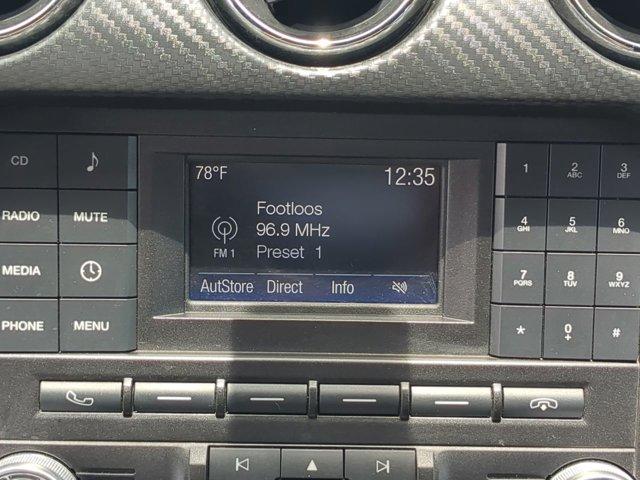 CD
RADIO MUTE
MEDIA
PHONE MENU
78°F 12:35
Footloos
96.9 MHz
FM 1 Preset 1
AutStore Direct Info
1 2 ABC 3 DEF
4 GHI 5 JKL 6 MNO
7 PQRS 8 TUV 9 WXYZ
* 0 + #